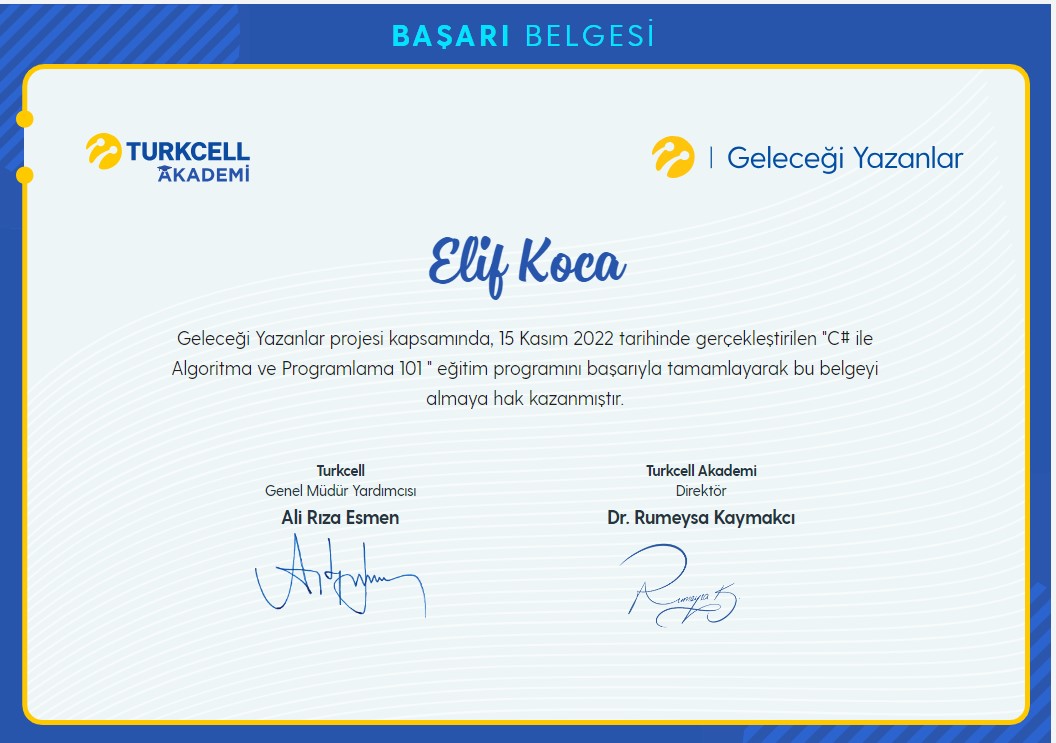 BAŞARI BELGESİ
TURKCELL
AKADEMİ
| Geleceği Yazanlar
Elif Koca
Geleceği Yazanlar projesi kapsamında, 15 Kasım 2022 tarihinde gerçekleştirilen "C# ile
Algoritma ve Programlama 101 " eğitim programını başarıyla tamamlayarak bu belgeyi
almaya hak kazanmıştır.
Turkcell
Genel Müdür Yardımcısı
Ali Rıza Esmen
Turkcell Akademi
Direktör
Dr. Rumeysa Kaymakcı
Rumeysa K